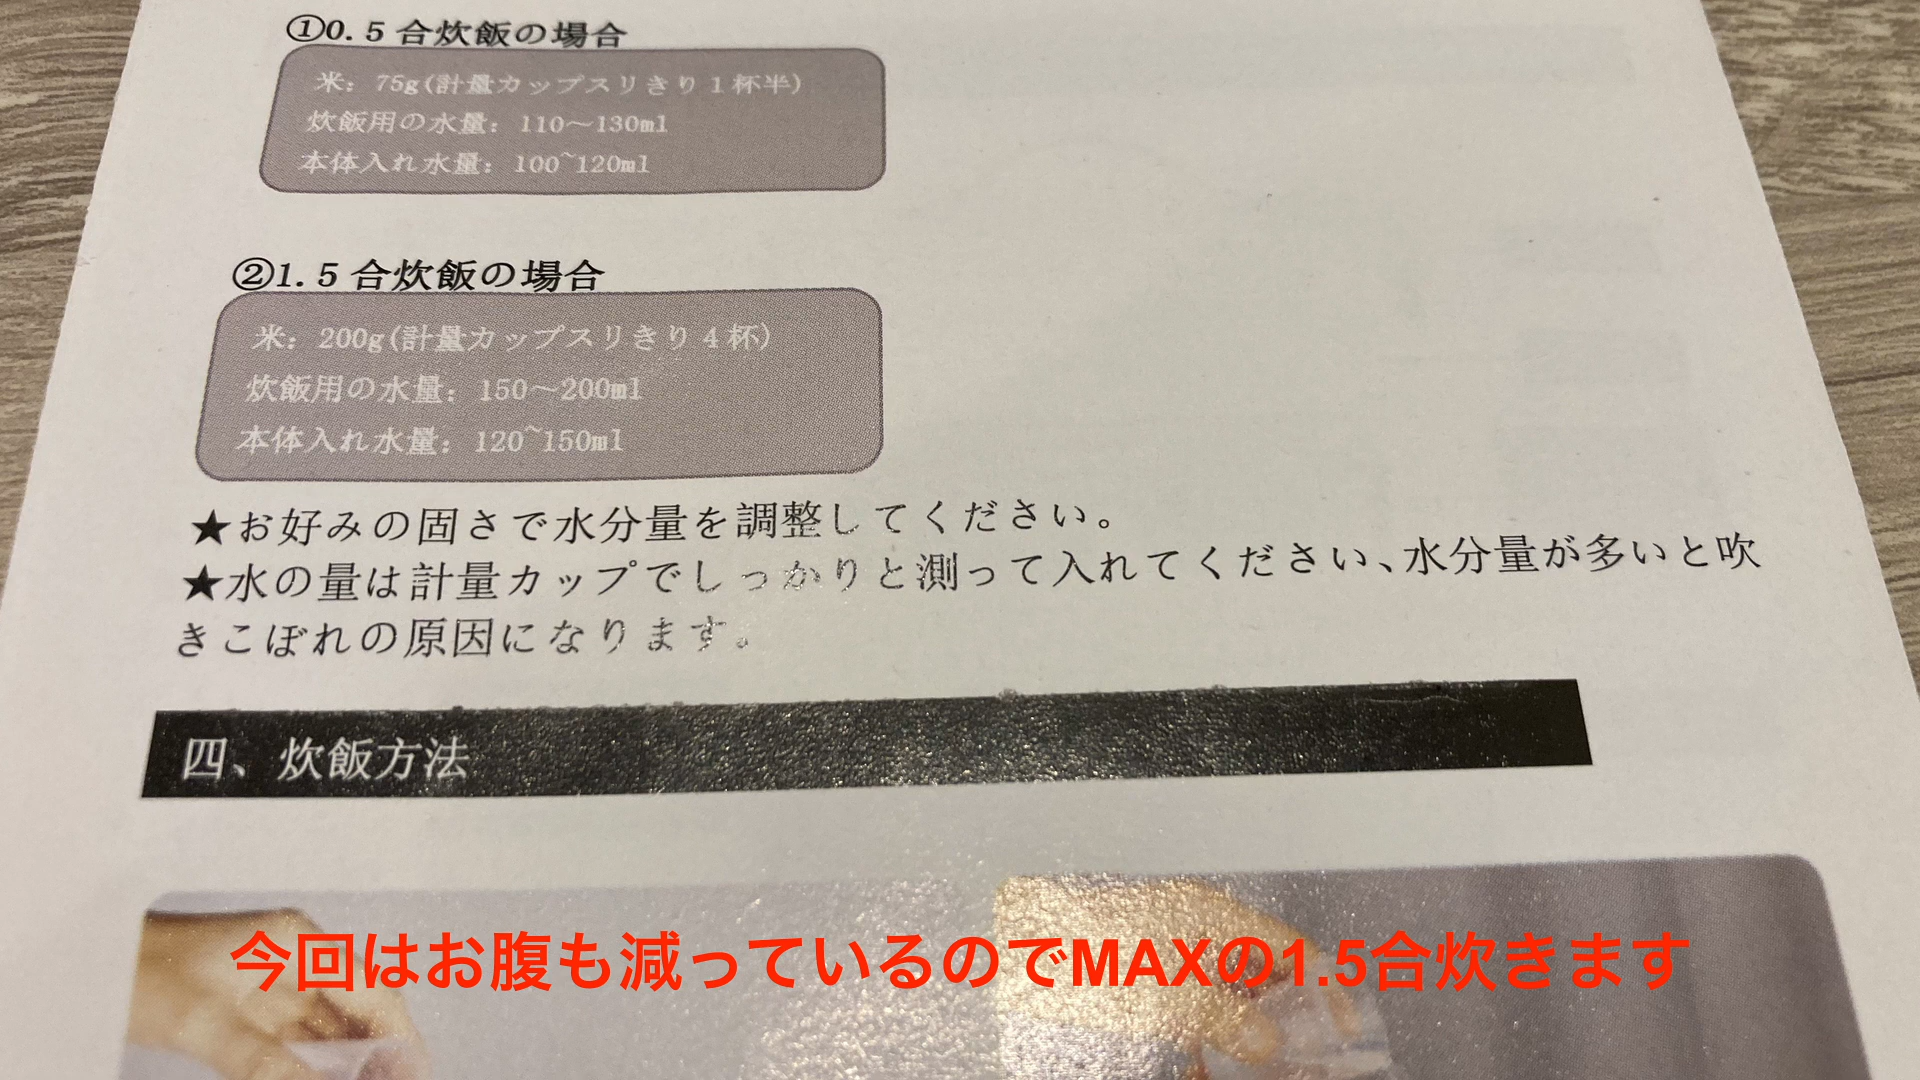 ①0.5合炊飯の場合
米：75g(計量カップスリきり1杯半)
炊飯用の水量：110～130ml
本体入れ水量：100~120ml
②1.5合炊飯の場合
米：200g(計量カップスリきり4杯)
炊飯用の水量：150～200ml
本体入れ水量：120~150ml
★お好みの固さで水分量を調整してください。
★水の量は計量カップでしっかりと測って入れてください、水分量が多いと吹
きこぼれの原因になります。
四、炊飯方法
今回はお腹も減っているのでMAXの1.5合炊きます